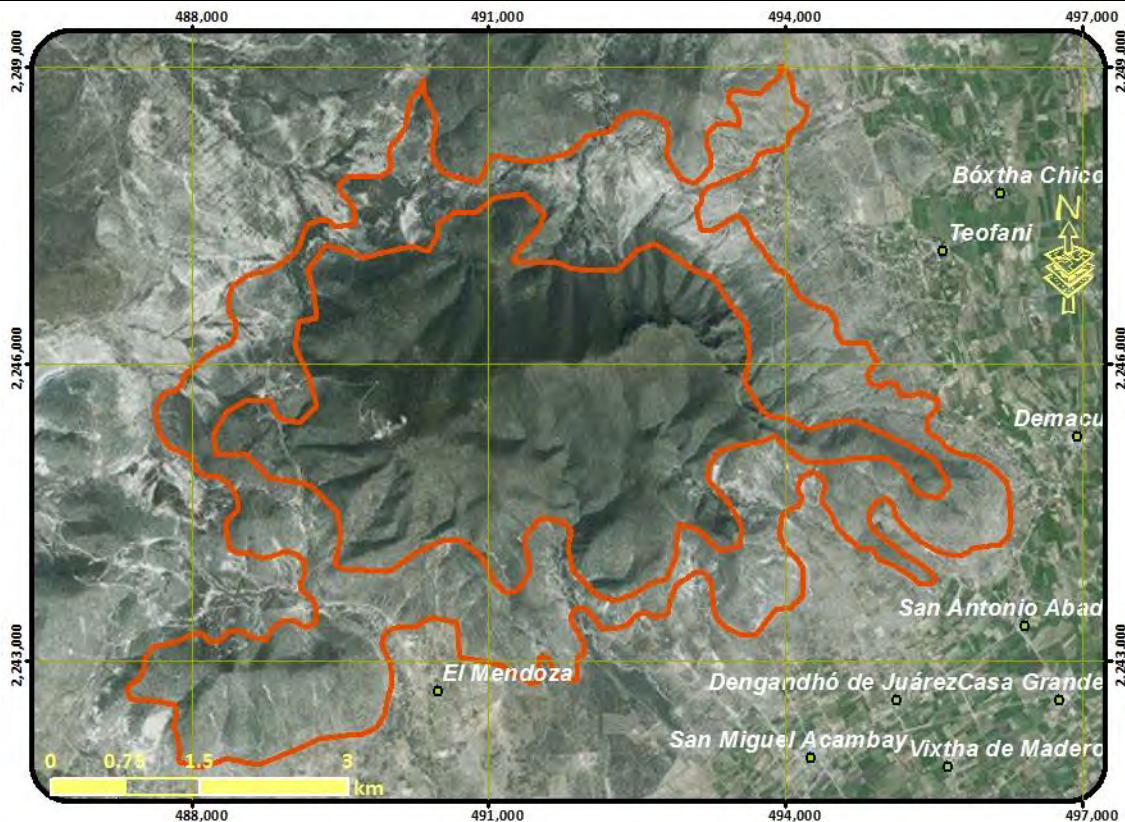 488,000 491,000 494,000 497,000
2,249,000 2,249,000
Bóxtha Chico
N
Teofani
2,246,000 2,246,000
Demacu
San Antonio Abad
2,243,000 2,243,000
El Mendoza
Dengandhó de Juárez Casa Grande
San Miguel Acambay
Vixtha de Madero
0 0.75 1.5 3
km
488,000 491,000 494,000 497,000